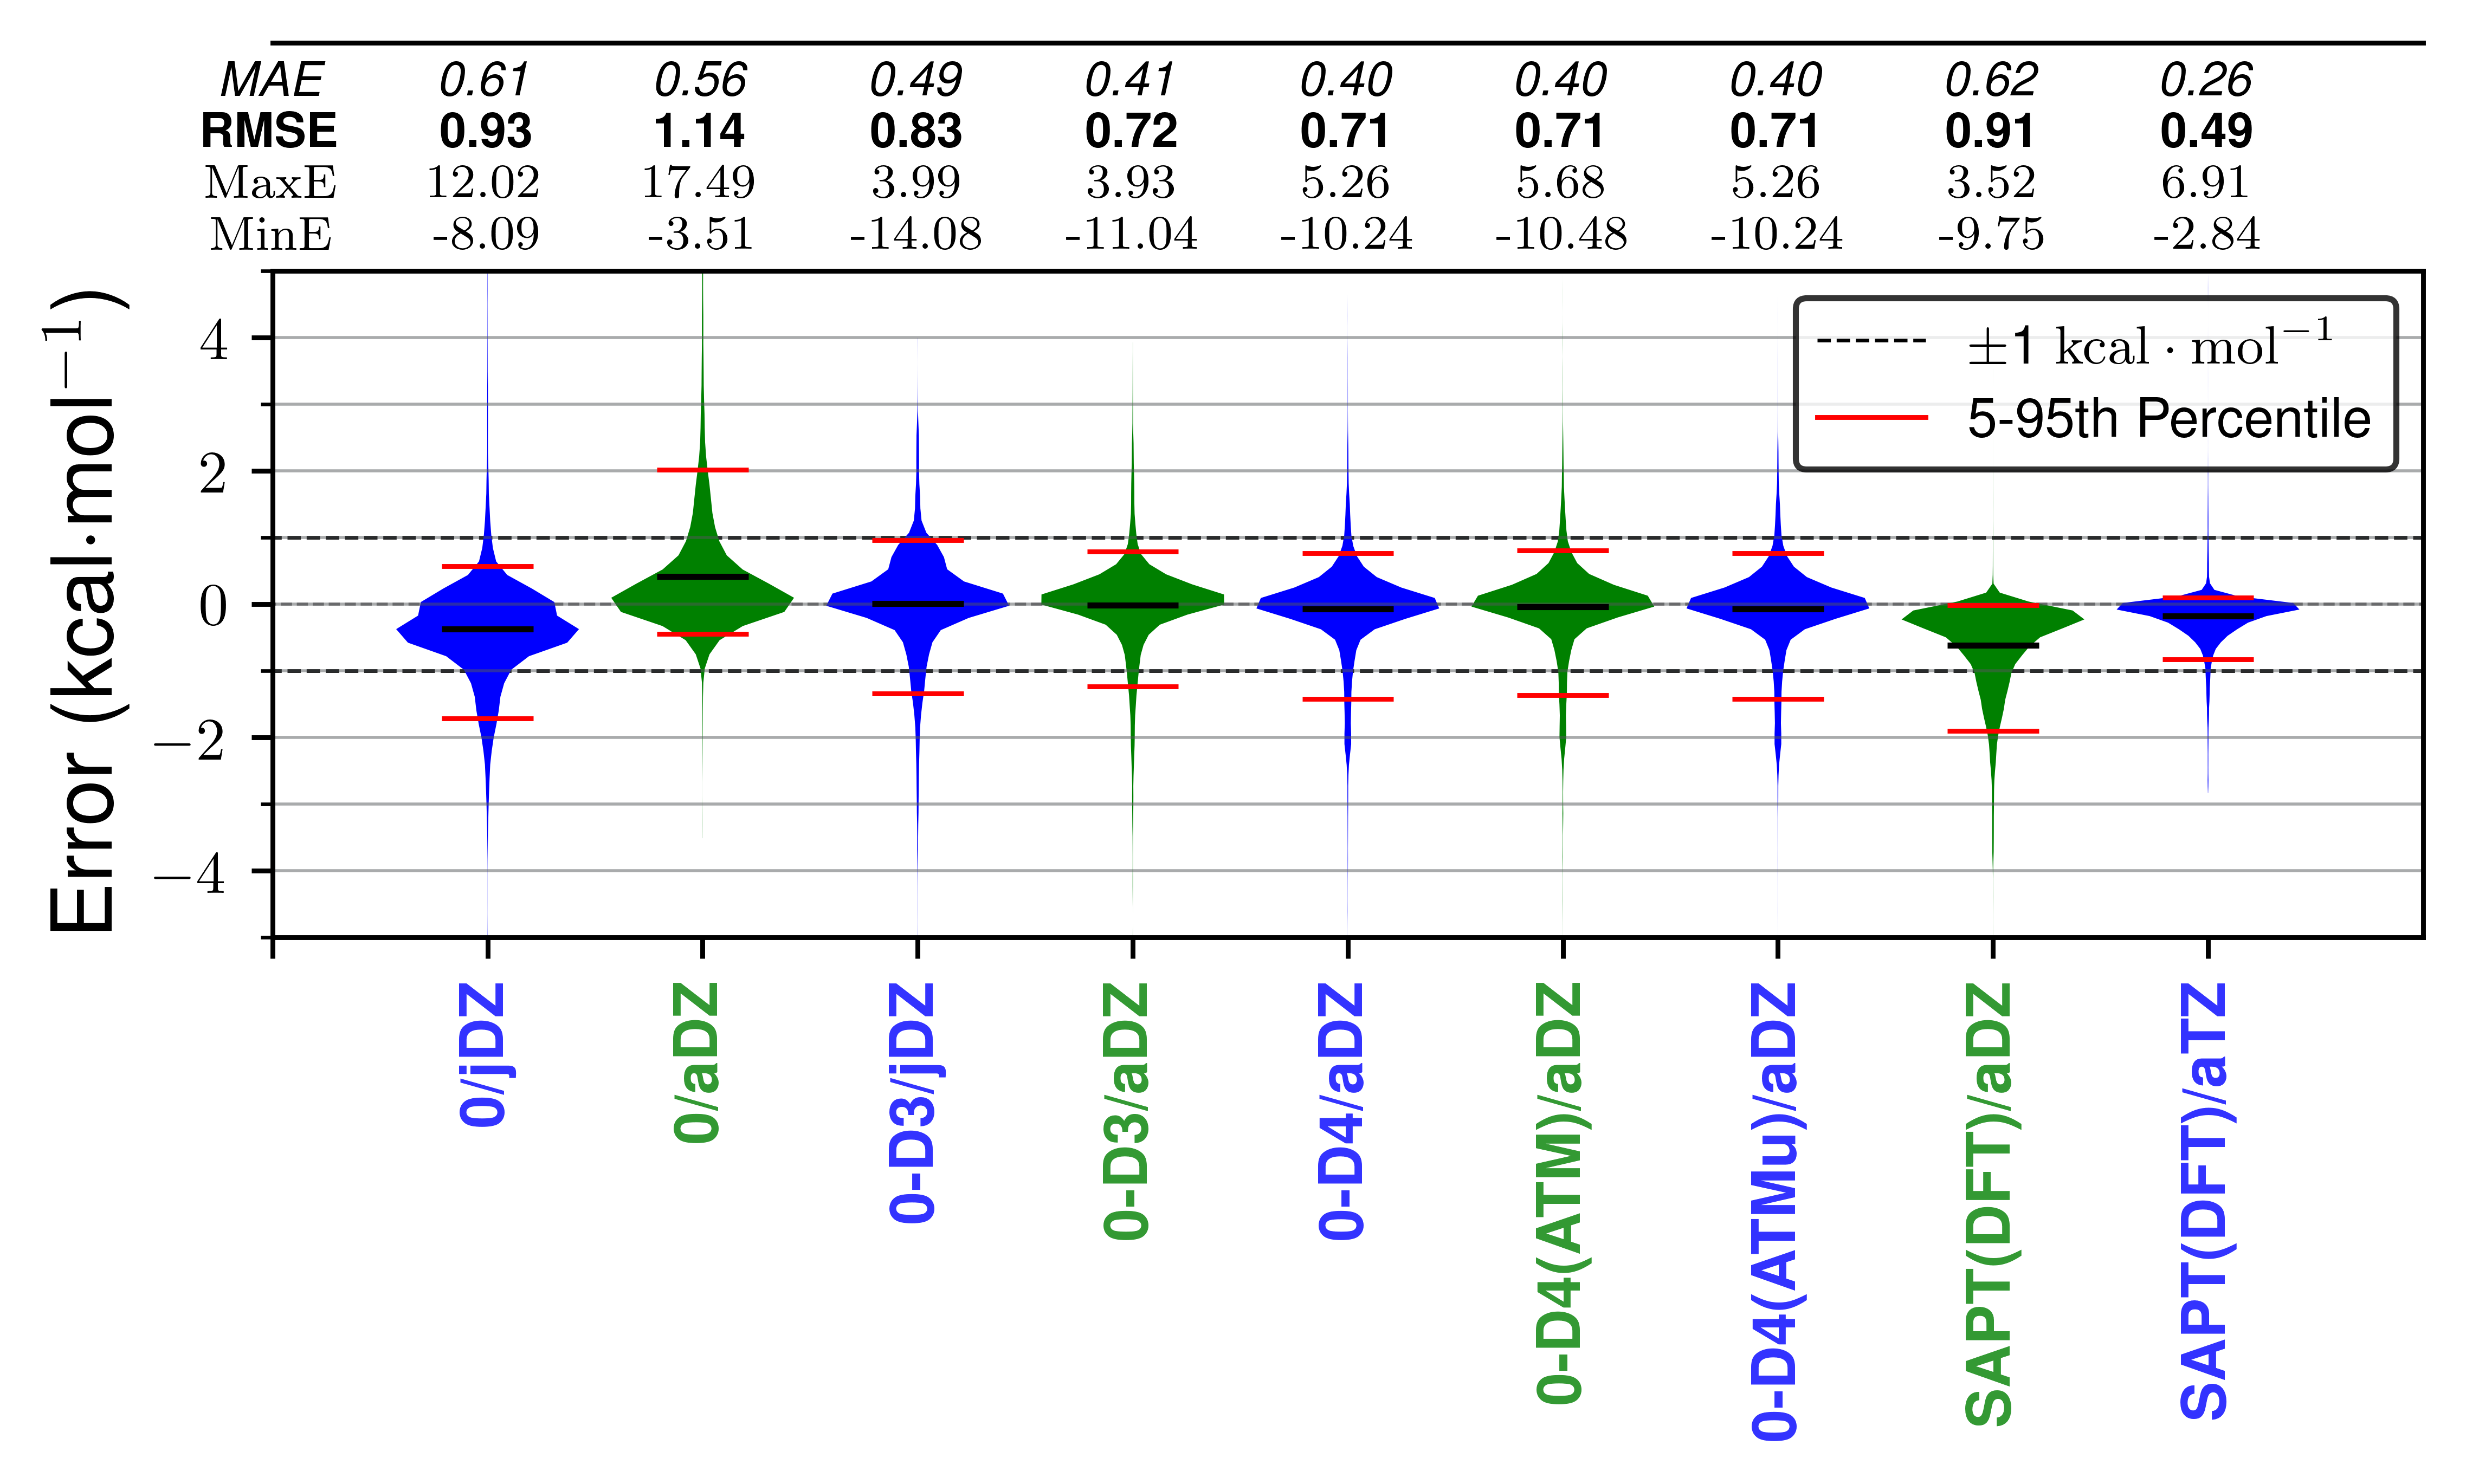 MAE 0.61 0.56 0.49 0.41 0.40 0.40 0.40 0.62 0.26
RMSE 0.93 1.14 0.83 0.72 0.71 0.71 0.71 0.91 0.49
MaxE 12.02 17.49 3.99 3.93 5.26 5.68 5.26 3.52 6.91
MinE -8.09 -3.51 -14.08 -11.04 -10.24 -10.48 -10.24 -9.75 -2.84
Error (kcal·mol⁻¹)
4
2
0
−2
−4
±1 kcal · mol⁻¹
5-95th Percentile
0/jDZ
0/aDZ
0-D3/jDZ
0-D3/aDZ
0-D4/aDZ
0-D4(ATM)/aDZ
0-D4(ATMu)/aDZ
SAPT(DFT)/aDZ
SAPT(DFT)/aTZ